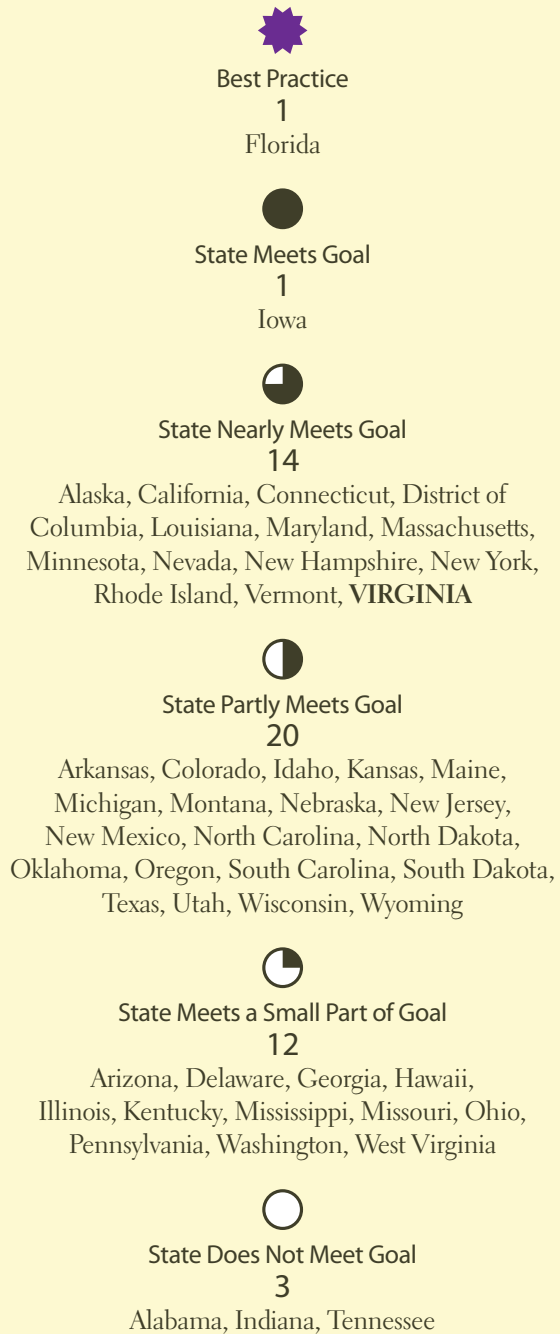 Best Practice
1
Florida
State Meets Goal
1
Iowa
State Nearly Meets Goal
14
Alaska, California, Connecticut, District of
Columbia, Louisiana, Maryland, Massachusetts,
Minnesota, Nevada, New Hampshire, New York,
Rhode Island, Vermont, VIRGINIA
State Partly Meets Goal
20
Arkansas, Colorado, Idaho, Kansas, Maine,
Michigan, Montana, Nebraska, New Jersey,
New Mexico, North Carolina, North Dakota,
Oklahoma, Oregon, South Carolina, South Dakota,
Texas, Utah, Wisconsin, Wyoming
State Meets a Small Part of Goal
12
Arizona, Delaware, Georgia, Hawaii,
Illinois, Kentucky, Mississippi, Missouri, Ohio,
Pennsylvania, Washington, West Virginia
State Does Not Meet Goal
3
Alabama, Indiana, Tennessee